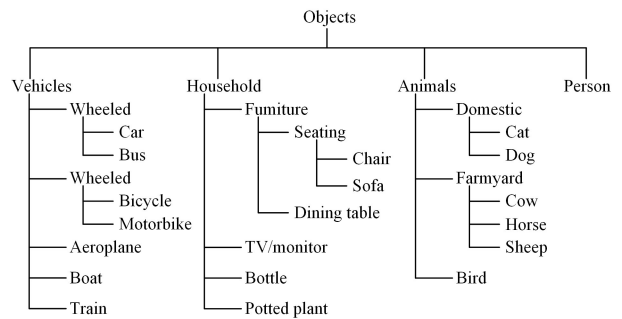 Objects
Vehicles Household Animals Person
Wheeled Fumiture Domestic
Car Seating Cat
Bus Chair Dog
Wheeled Sofa Farmyard
Bicycle Dining table Cow
Motorbike Horse
Aeroplane TV/monitor Sheep
Boat Bottle Bird
Train Potted plant